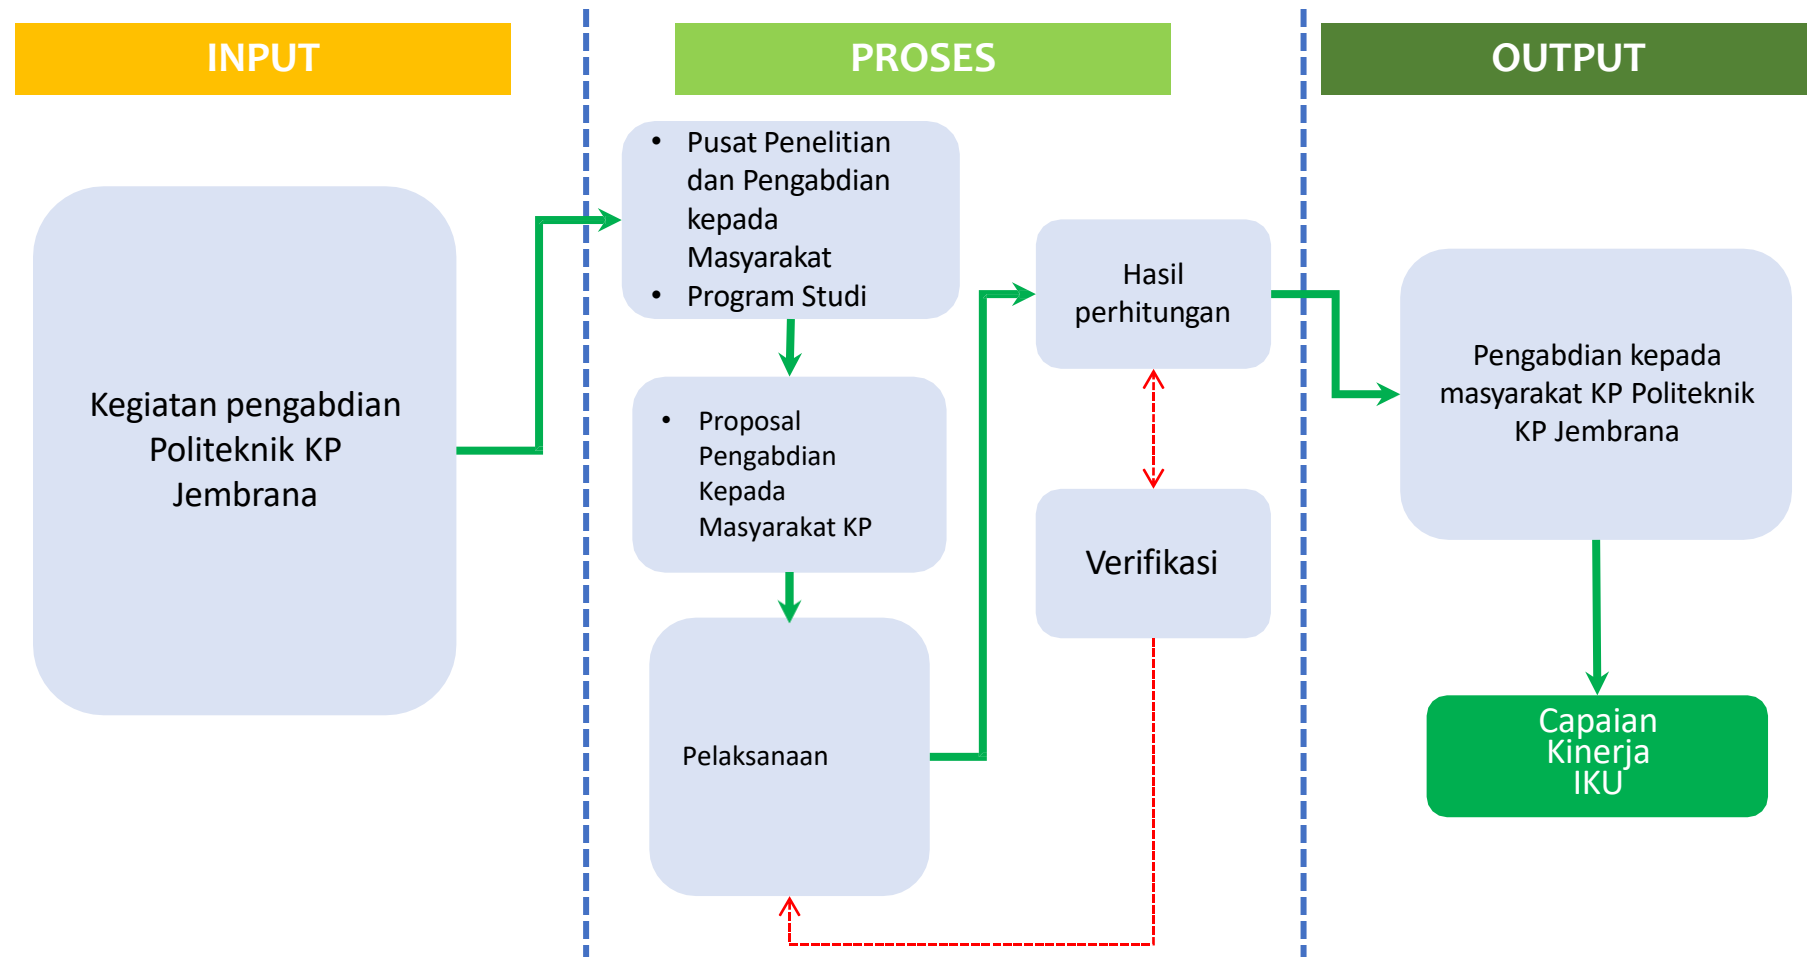 INPUT
PROSES
OUTPUT
Kegiatan pengabdian
Politeknik KP
Jembrana
• Pusat Penelitian
dan Pengabdian
kepada
Masyarakat
• Program Studi
• Proposal
Pengabdian
Kepada
Masyarakat KP
Pelaksanaan
Hasil
perhitungan
Verifikasi
Pengabdian kepada
masyarakat KP Politeknik
KP Jembrana
Capaian
Kinerja
IKU